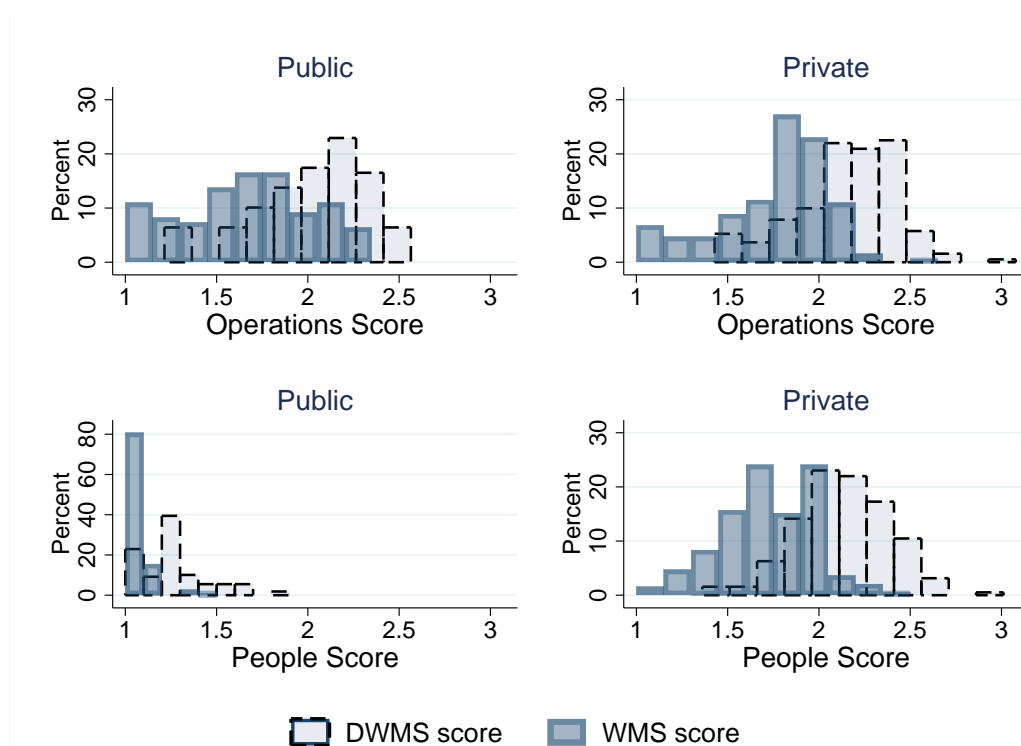 Public
Percent
30
20
10
0
1 1.5 2 2.5 3
Operations Score
Private
Percent
30
20
10
0
1 1.5 2 2.5 3
Operations Score
Public
Percent
80
60
40
20
0
1 1.5 2 2.5 3
People Score
Private
Percent
30
20
10
0
1 1.5 2 2.5 3
People Score
DWMS score WMS score